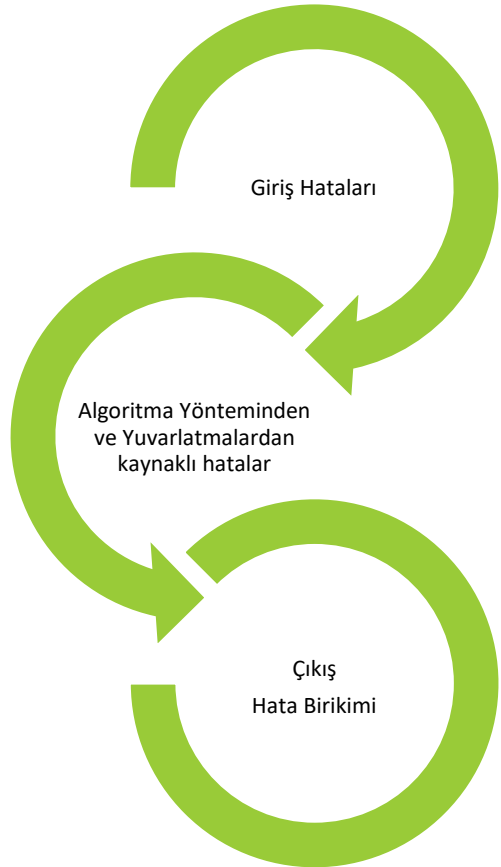 Giriş Hataları
Algoritma Yönteminden
ve Yuvarlatmalardan
kaynaklı hatalar
Çıkış
Hata Birikimi